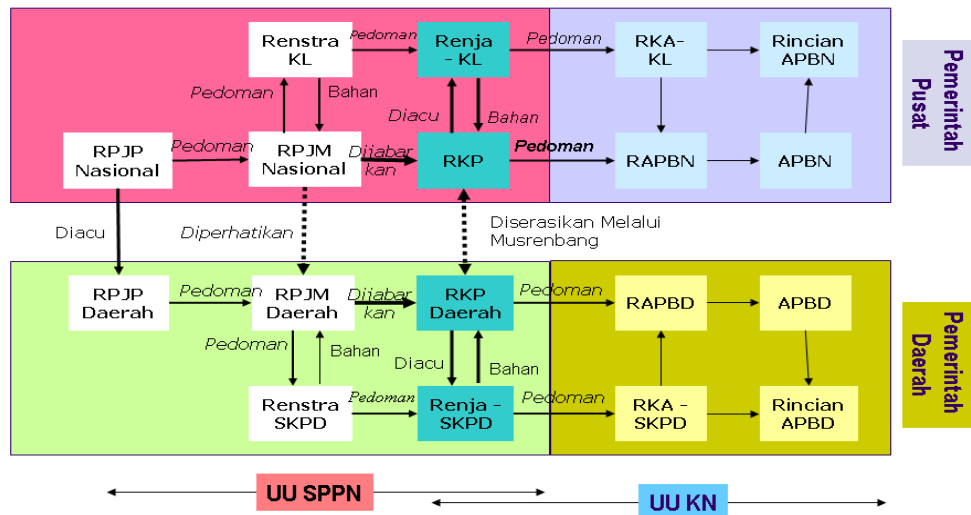 Renstra
KL
Pedoman
Renja
- KL
Pedoman
RKA-
KL
Rincian
APBN
Pedoman
Bahan
Diacu
Bahan
RPJP
Nasional
Pedoman
RPJM
Nasional
Dijabar
kan
RKP
Pedoman
RAPBN
APBN
Pemerintah
Pusat
Diacu
Diperhatikan
Diserasikan Melalui
Musrenbang
RPJP
Daerah
Pedoman
RPJM
Daerah
Dijabar
kan
RKP
Daerah
Pedoman
RAPBD
APBD
Pedoman
Bahan
Diacu
Bahan
Renstra
SKPD
Pedoman
Renja -
SKPD
Pedoman
RKA -
SKPD
Rincian
APBD
Pemerintah
Daerah
UU SPPN
UU KN